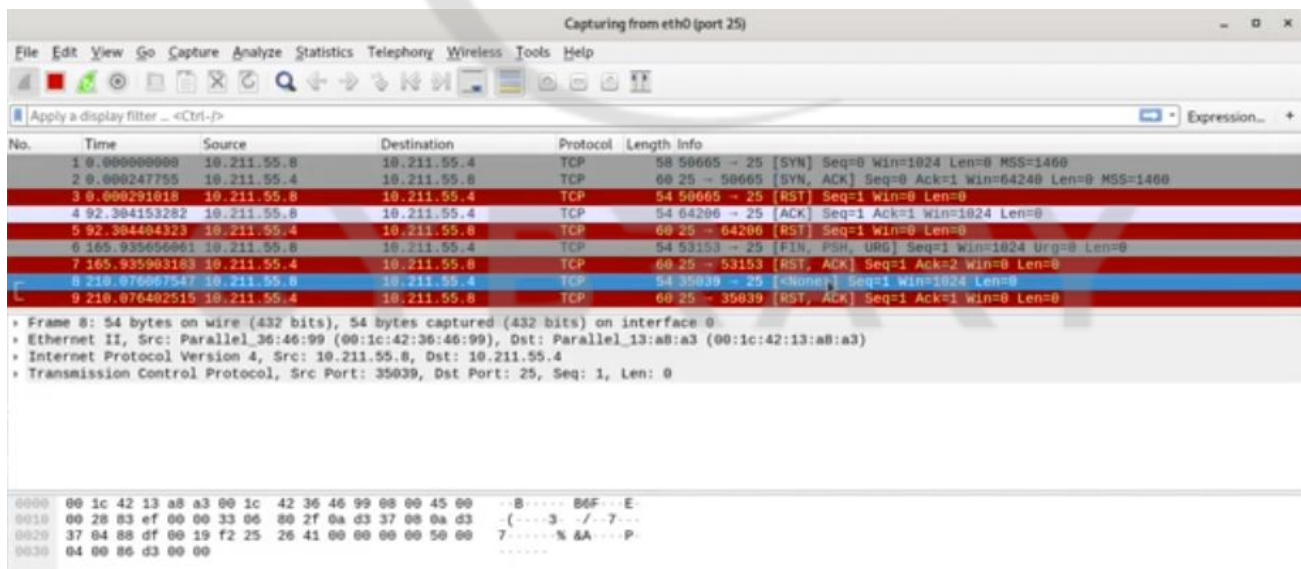 Capturing from eth0 (port 25)
File Edit View Go Capture Analyze Statistics Telephony Wireless Tools Help
Apply a display filter ... <Ctrl-/> Expression... +
No. Time Source Destination Protocol Length Info
1 0.000000000 10.211.55.8 10.211.55.4 TCP 58 50665 → 25 [SYN] Seq=0 Win=1024 Len=0 MSS=1460
2 0.000247755 10.211.55.4 10.211.55.8 TCP 60 25 → 50665 [SYN, ACK] Seq=0 Ack=1 Win=64240 Len=0 MSS=1460
3 0.000291018 10.211.55.8 10.211.55.4 TCP 54 50665 → 25 [RST] Seq=1 Win=0 Len=0
4 92.304153282 10.211.55.8 10.211.55.4 TCP 54 64206 → 25 [ACK] Seq=1 Ack=1 Win=1024 Len=0
5 92.304404323 10.211.55.4 10.211.55.8 TCP 60 25 → 64206 [RST] Seq=1 Win=0 Len=0
6 165.935656061 10.211.55.8 10.211.55.4 TCP 54 53153 → 25 [FIN, PSH, URG] Seq=1 Win=1024 Urg=0 Len=0
7 165.935903183 10.211.55.4 10.211.55.8 TCP 60 25 → 53153 [RST, ACK] Seq=1 Ack=2 Win=0 Len=0
8 210.076067547 10.211.55.8 10.211.55.4 TCP 54 35039 → 25 [<None>] Seq=1 Win=1024 Len=0
9 210.076402515 10.211.55.4 10.211.55.8 TCP 60 25 → 35039 [RST, ACK] Seq=1 Ack=1 Win=0 Len=0
Frame 8: 54 bytes on wire (432 bits), 54 bytes captured (432 bits) on interface 0
Ethernet II, Src: Parallel_36:46:99 (00:1c:42:36:46:99), Dst: Parallel_13:a8:a3 (00:1c:42:13:a8:a3)
Internet Protocol Version 4, Src: 10.211.55.8, Dst: 10.211.55.4
Transmission Control Protocol, Src Port: 35039, Dst Port: 25, Seq: 1, Len: 0
0000 00 1c 42 13 a8 a3 00 1c 42 36 46 99 08 00 45 00 ··B····· B6F···E·
0010 00 28 83 ef 00 00 33 06 80 2f 0a d3 37 08 0a d3 ·(····3· ·/··7···
0020 37 04 88 df 00 19 f2 25 26 41 00 00 00 00 50 00 7······% &A····P·
0030 04 00 86 d3 00 00 ······